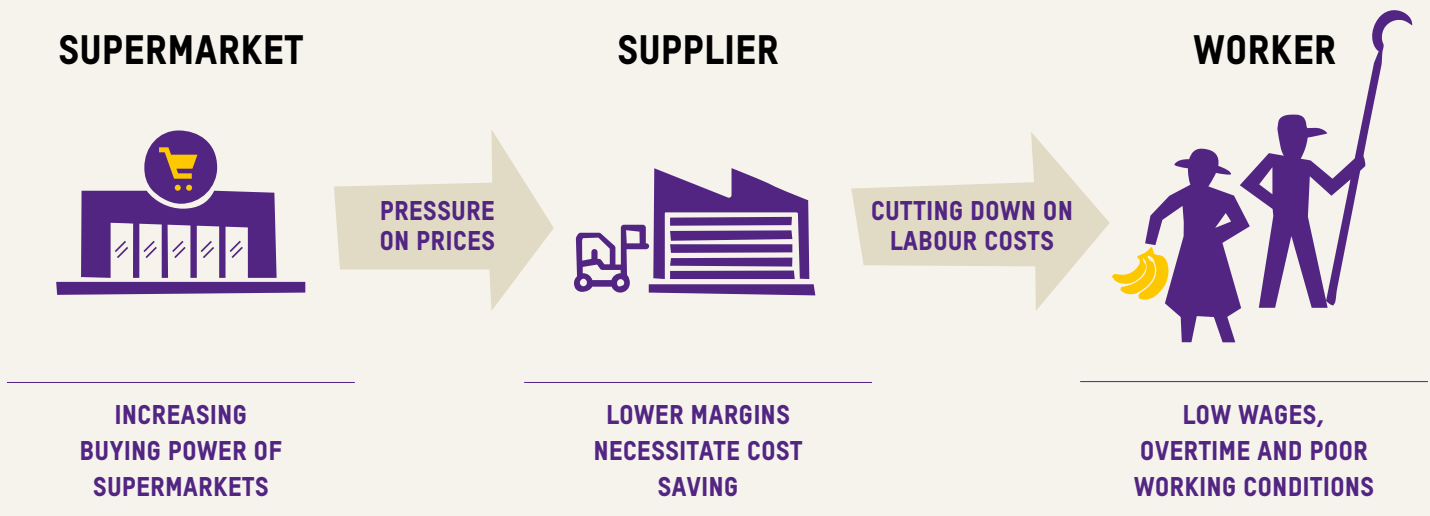 SUPERMARKET
SUPPLIER
WORKER
PRESSURE
ON PRICES
CUTTING DOWN ON
LABOUR COSTS
INCREASING
BUYING POWER OF
SUPERMARKETS
LOWER MARGINS
NECESSITATE COST
SAVING
LOW WAGES,
OVERTIME AND POOR
WORKING CONDITIONS